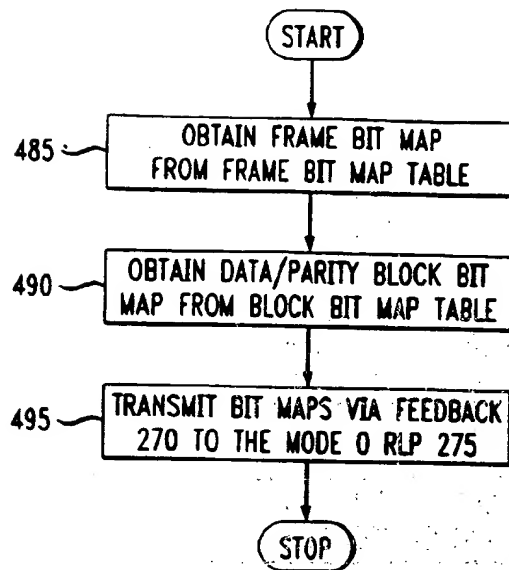 START
485
OBTAIN FRAME BIT MAP
FROM FRAME BIT MAP TABLE
490
OBTAIN DATA/PARITY BLOCK BIT
MAP FROM BLOCK BIT MAP TABLE
495
TRANSMIT BIT MAPS VIA FEEDBACK
270 TO THE MODE 0 RLP 275
STOP